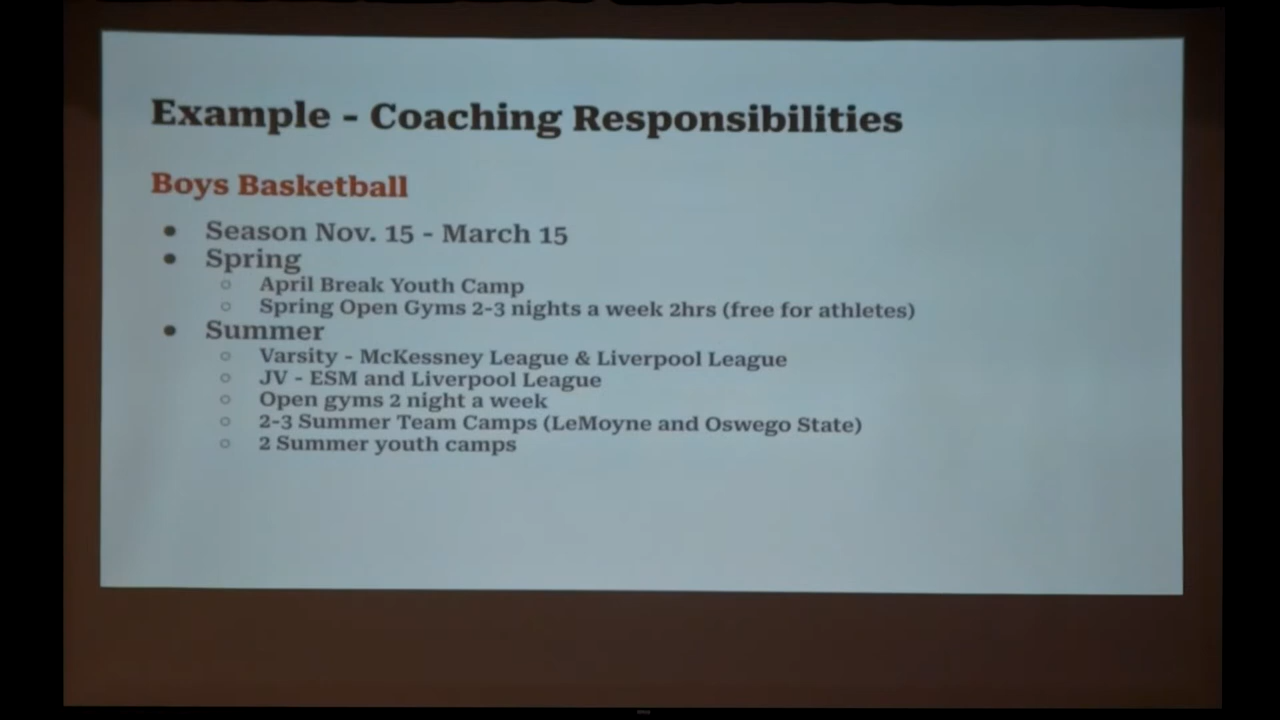 Example - Coaching Responsibilities
Boys Basketball
● Season Nov. 15 - March 15
● Spring
○ April Break Youth Camp
○ Spring Open Gyms 2-3 nights a week 2hrs (free for athletes)
● Summer
○ Varsity - McKessney League & Liverpool League
○ JV - ESM and Liverpool League
○ Open gyms 2 night a week
○ 2-3 Summer Team Camps (LeMoyne and Oswego State)
○ 2 Summer youth camps